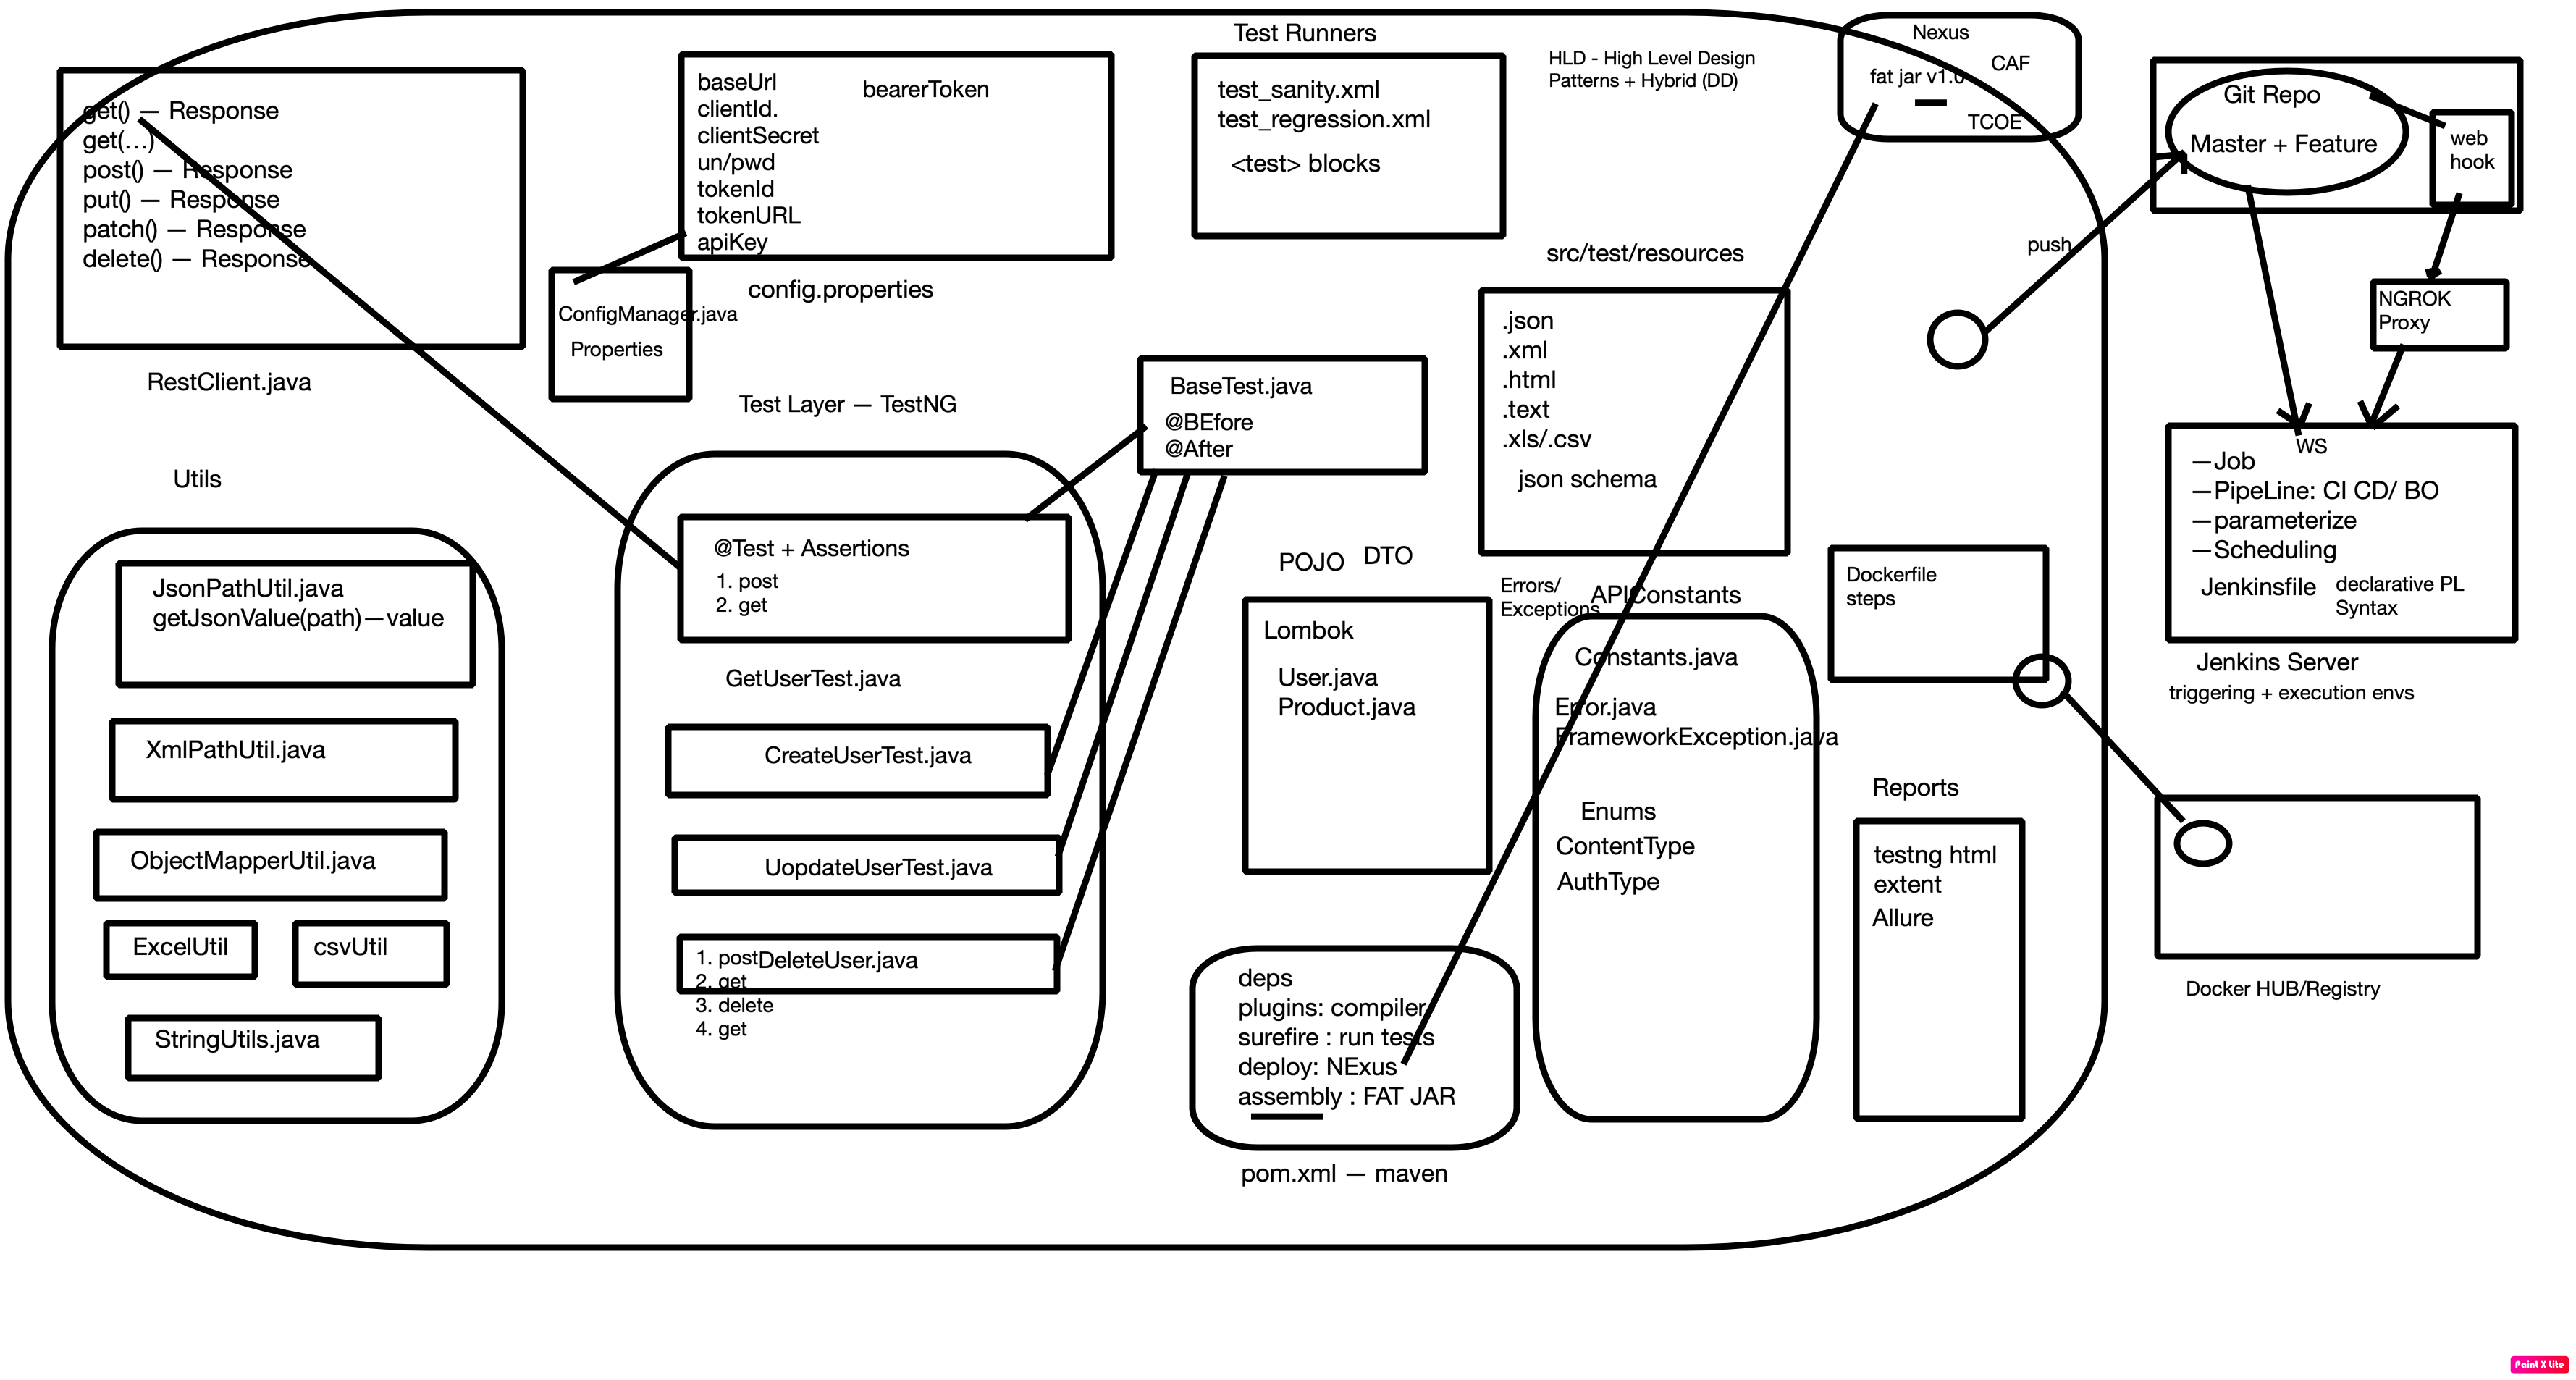 get() — Response
get(...)
post() — Response
put() — Response
patch() — Response
delete() — Response
RestClient.java
baseUrl
bearerToken
clientId.
clientSecret
un/pwd
tokenId
tokenURL
apiKey
config.properties
ConfigManager.java
Properties
Test Runners
test_sanity.xml
test_regression.xml
<test> blocks
HLD - High Level Design
Patterns + Hybrid (DD)
Nexus
CAF
fat jar v1.0
TCOE
Git Repo
Master + Feature
web
hook
push
NGROK
Proxy
WS
—Job
—PipeLine: CI CD/ BO
—parameterize
—Scheduling
Jenkinsfile
declarative PL
Syntax
Jenkins Server
triggering + execution envs
src/test/resources
.json
.xml
.html
.text
.xls/.csv
json schema
Test Layer — TestNG
BaseTest.java
@BEfore
@After
@Test + Assertions
1. post
2. get
GetUserTest.java
CreateUserTest.java
UopdateUserTest.java
DeleteUser.java
1. post
2. get
3. delete
4. get
Utils
JsonPathUtil.java
getJsonValue(path)—value
XmlPathUtil.java
ObjectMapperUtil.java
ExcelUtil
csvUtil
StringUtils.java
POJO
DTO
Lombok
User.java
Product.java
Errors/
Exceptions
APIConstants
Constants.java
Error.java
FrameworkException.java
Enums
ContentType
AuthType
Dockerfile
steps
Reports
testng html
extent
Allure
Docker HUB/Registry
deps
plugins: compiler
surefire : run tests
deploy: NExus
assembly : FAT JAR
pom.xml — maven
Paint X Lite